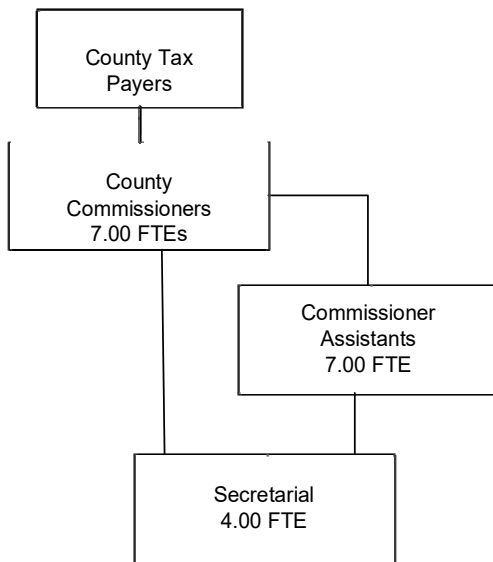 County Tax
Payers
County
Commissioners
7.00 FTEs
Commissioner
Assistants
7.00 FTE
Secretarial
4.00 FTE